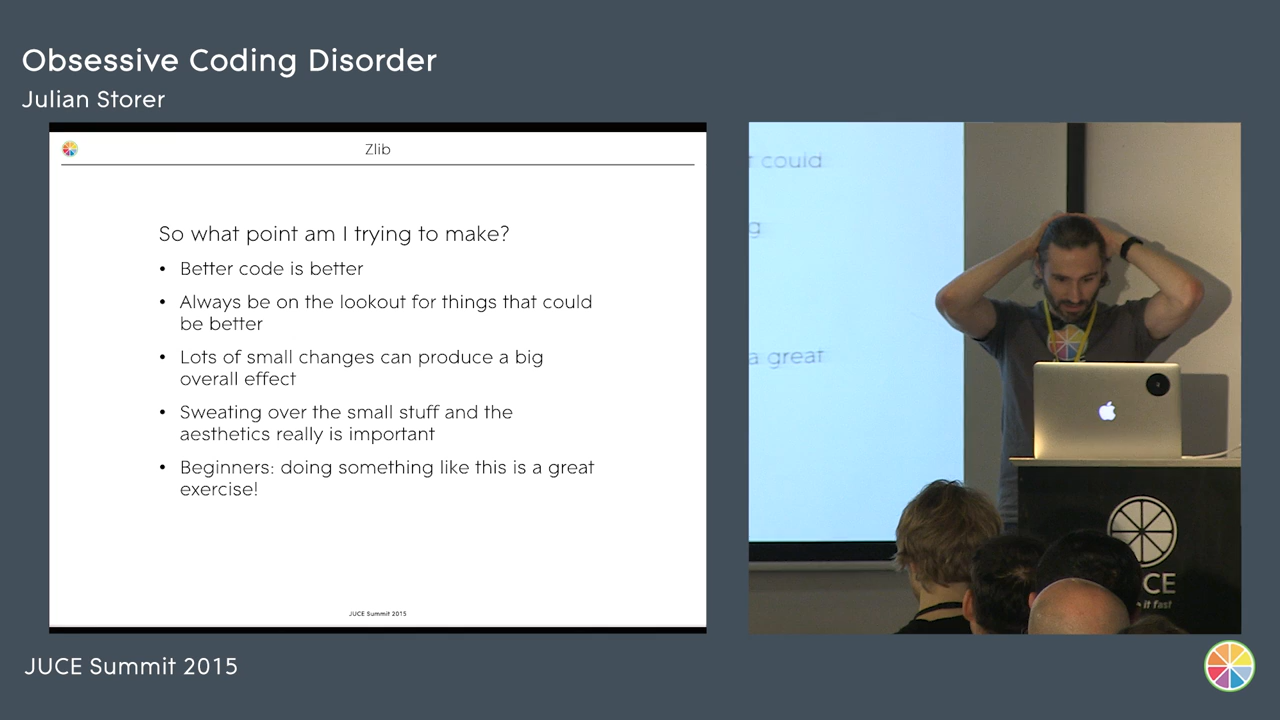 Obsessive Coding Disorder
Julian Storer
Zlib
So what point am I trying to make?
• Better code is better
• Always be on the lookout for things that could
be better
• Lots of small changes can produce a big
overall effect
• Sweating over the small stuff and the
aesthetics really is important
• Beginners: doing something like this is a great
exercise!
JUCE Summit 2015
could
a great
CE
it fast
JUCE Summit 2015